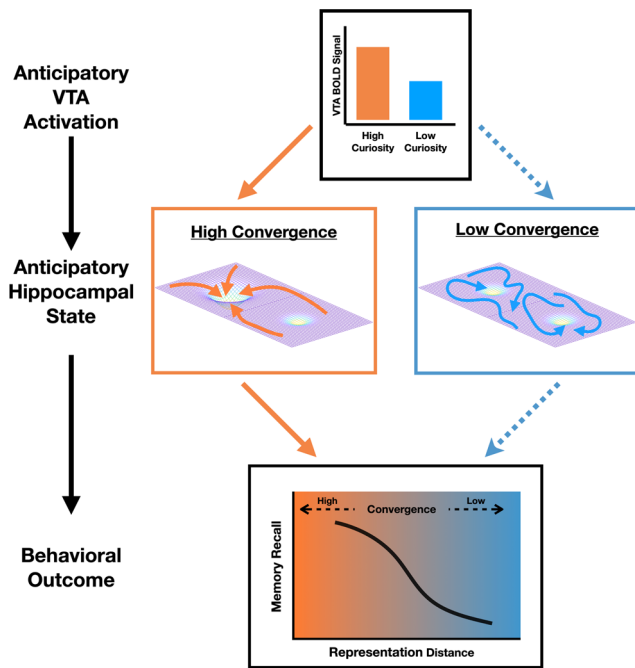 Anticipatory
VTA
Activation
VTA BOLD Signal
High
Curiosity
Low
Curiosity
High Convergence
Low Convergence
Anticipatory
Hippocampal
State
High
Convergence
Low
Memory Recall
Representation Distance
Behavioral
Outcome